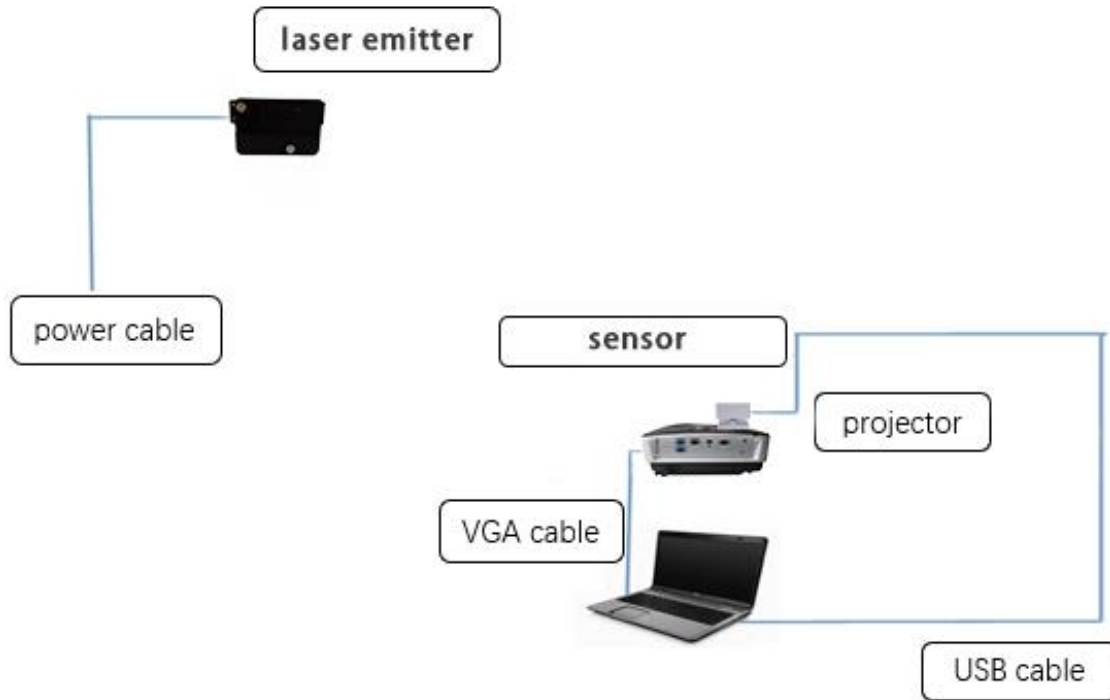 laser emitter
power cable
sensor
projector
VGA cable
USB cable